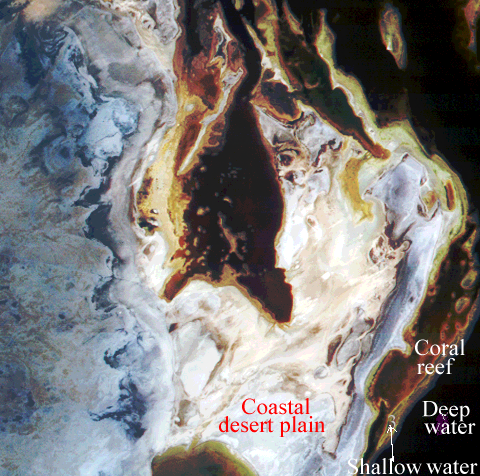 Coral
reef
Coastal
desert plain
Deep
water
Shallow water